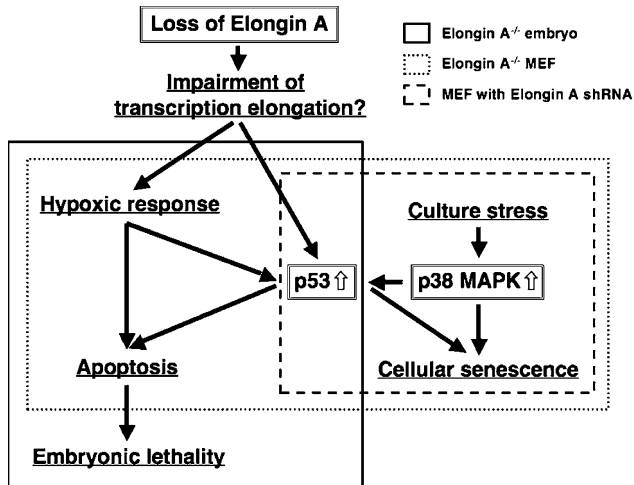 Loss of Elongin A
Impairment of
transcription elongation?
Elongin A-/- embryo
Elongin A-/- MEF
MEF with Elongin A shRNA
Hypoxic response
Culture stress
p53⇧
p38 MAPK⇧
Apoptosis
Cellular senescence
Embryonic lethality